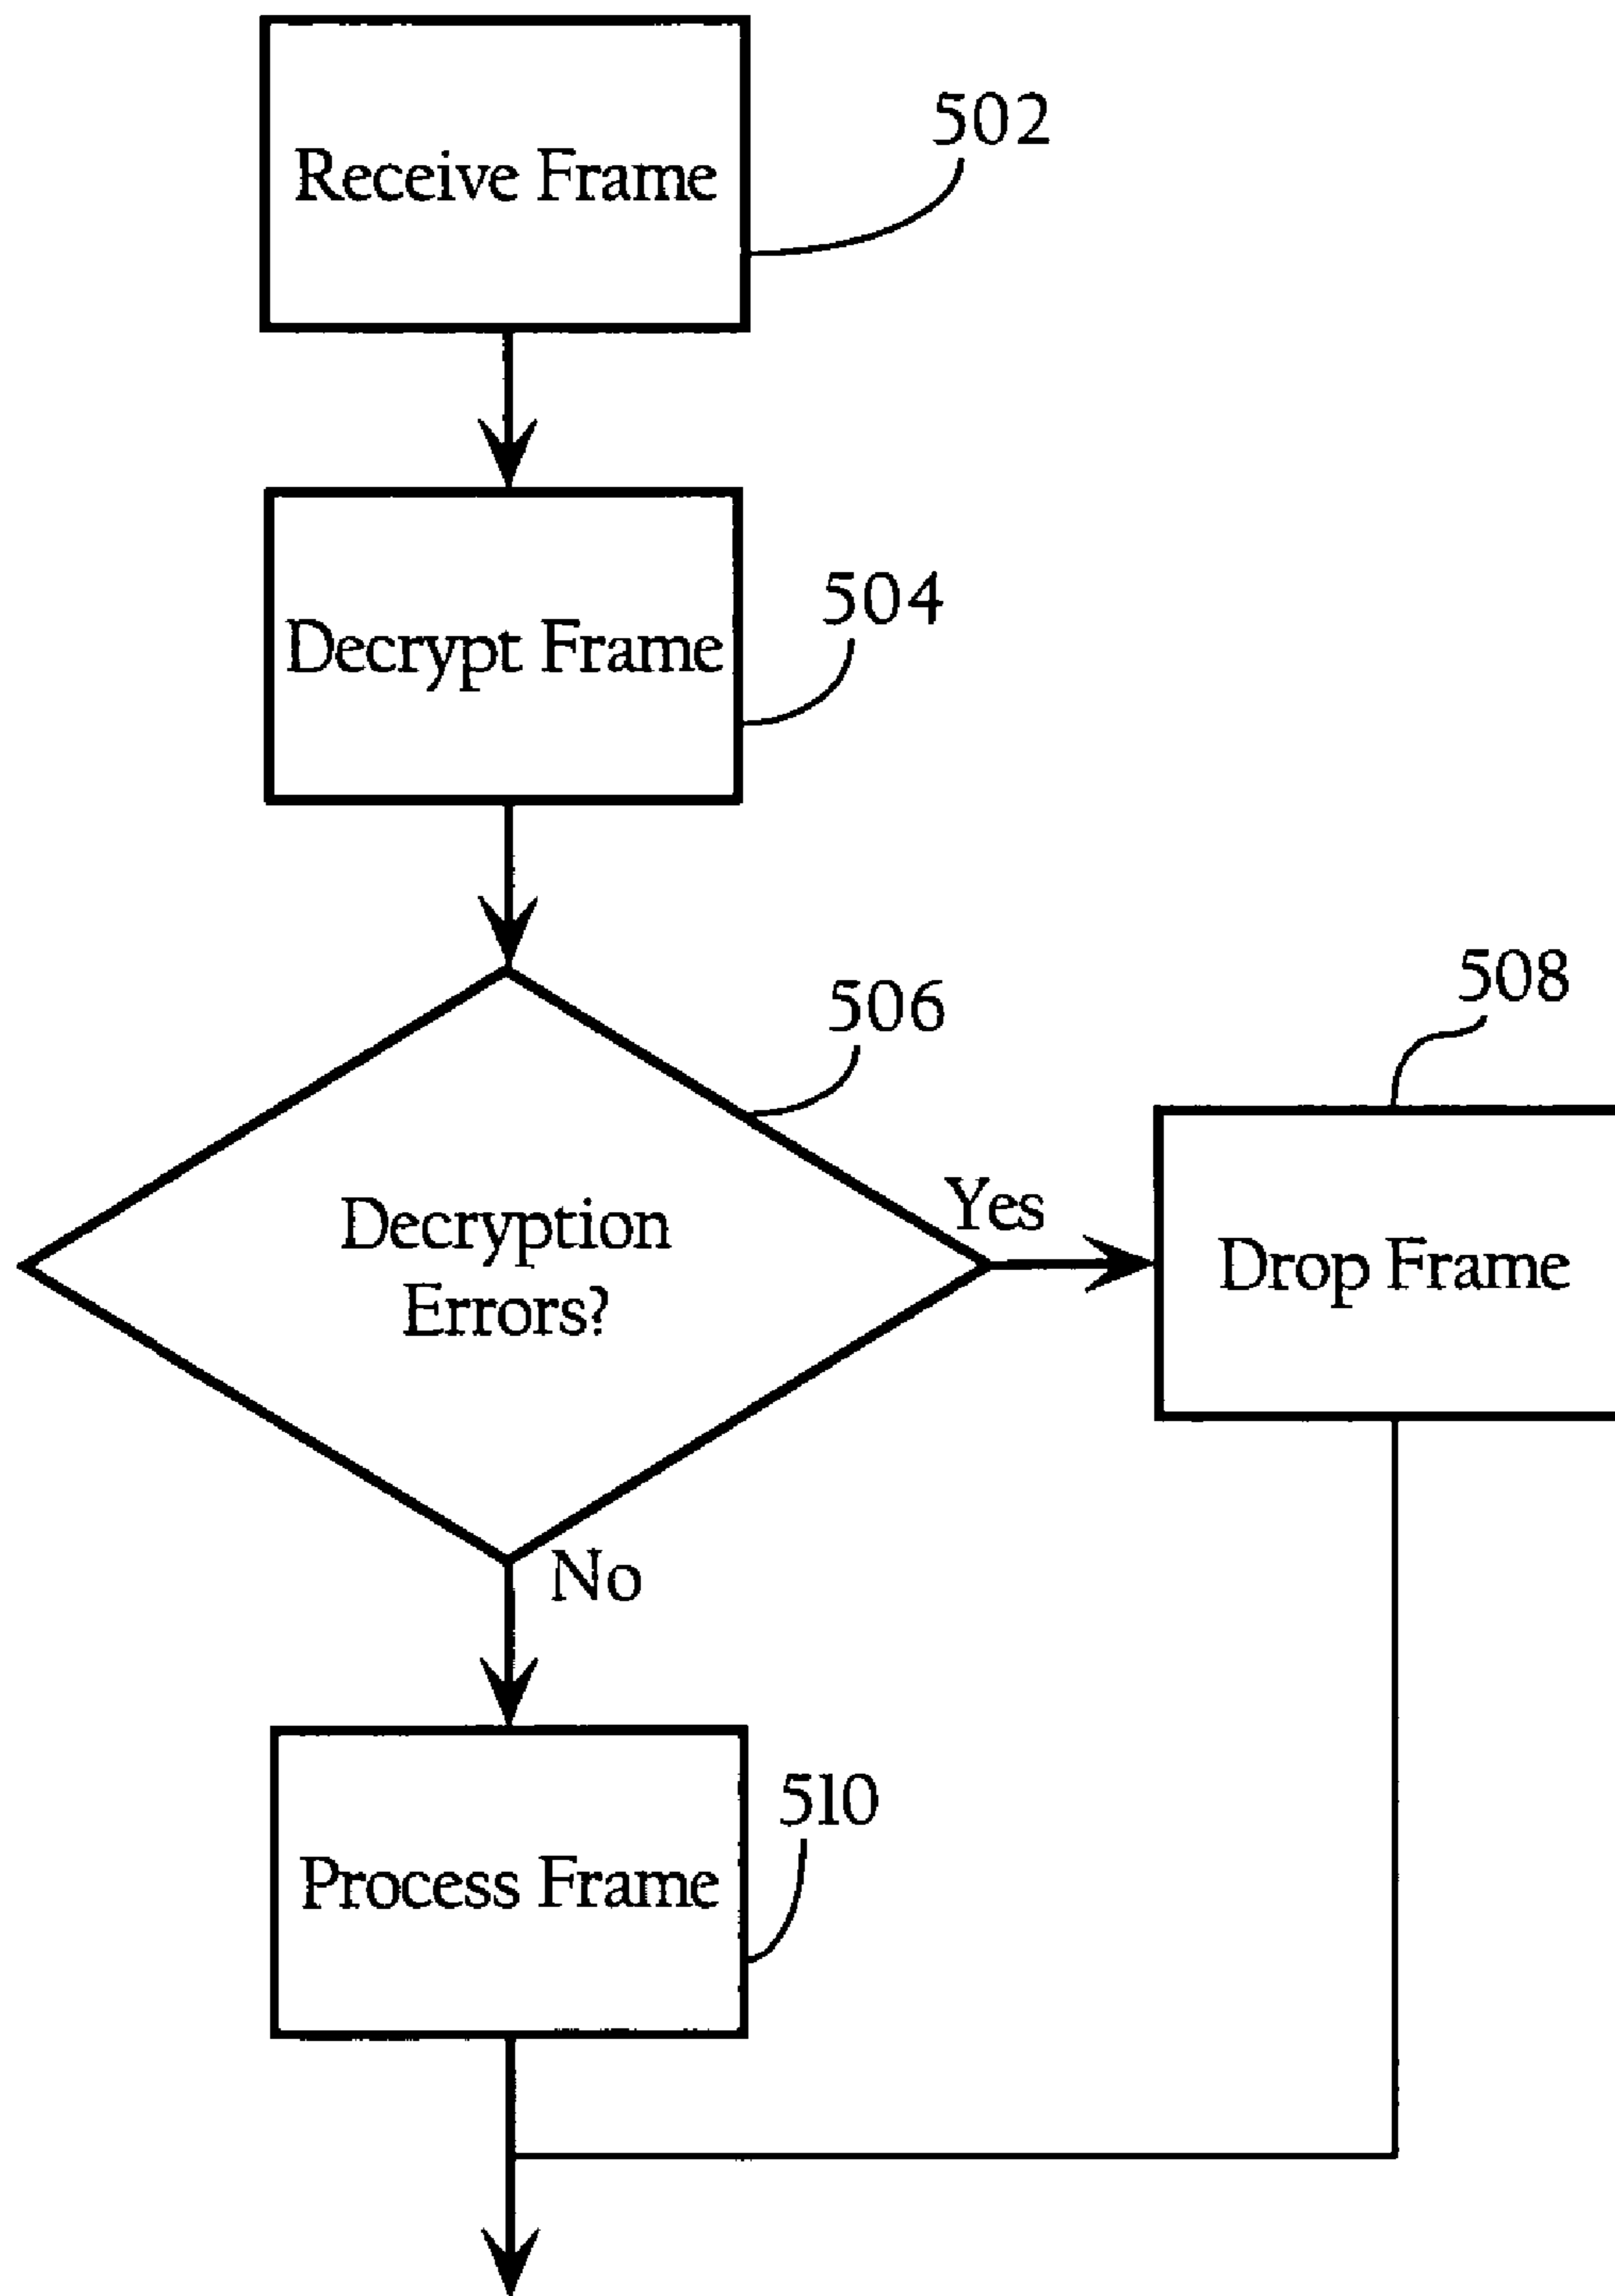 Receive Frame
502
Decrypt Frame
504
506
508
Decryption
Errors?
Yes
Drop Frame
No
510
Process Frame